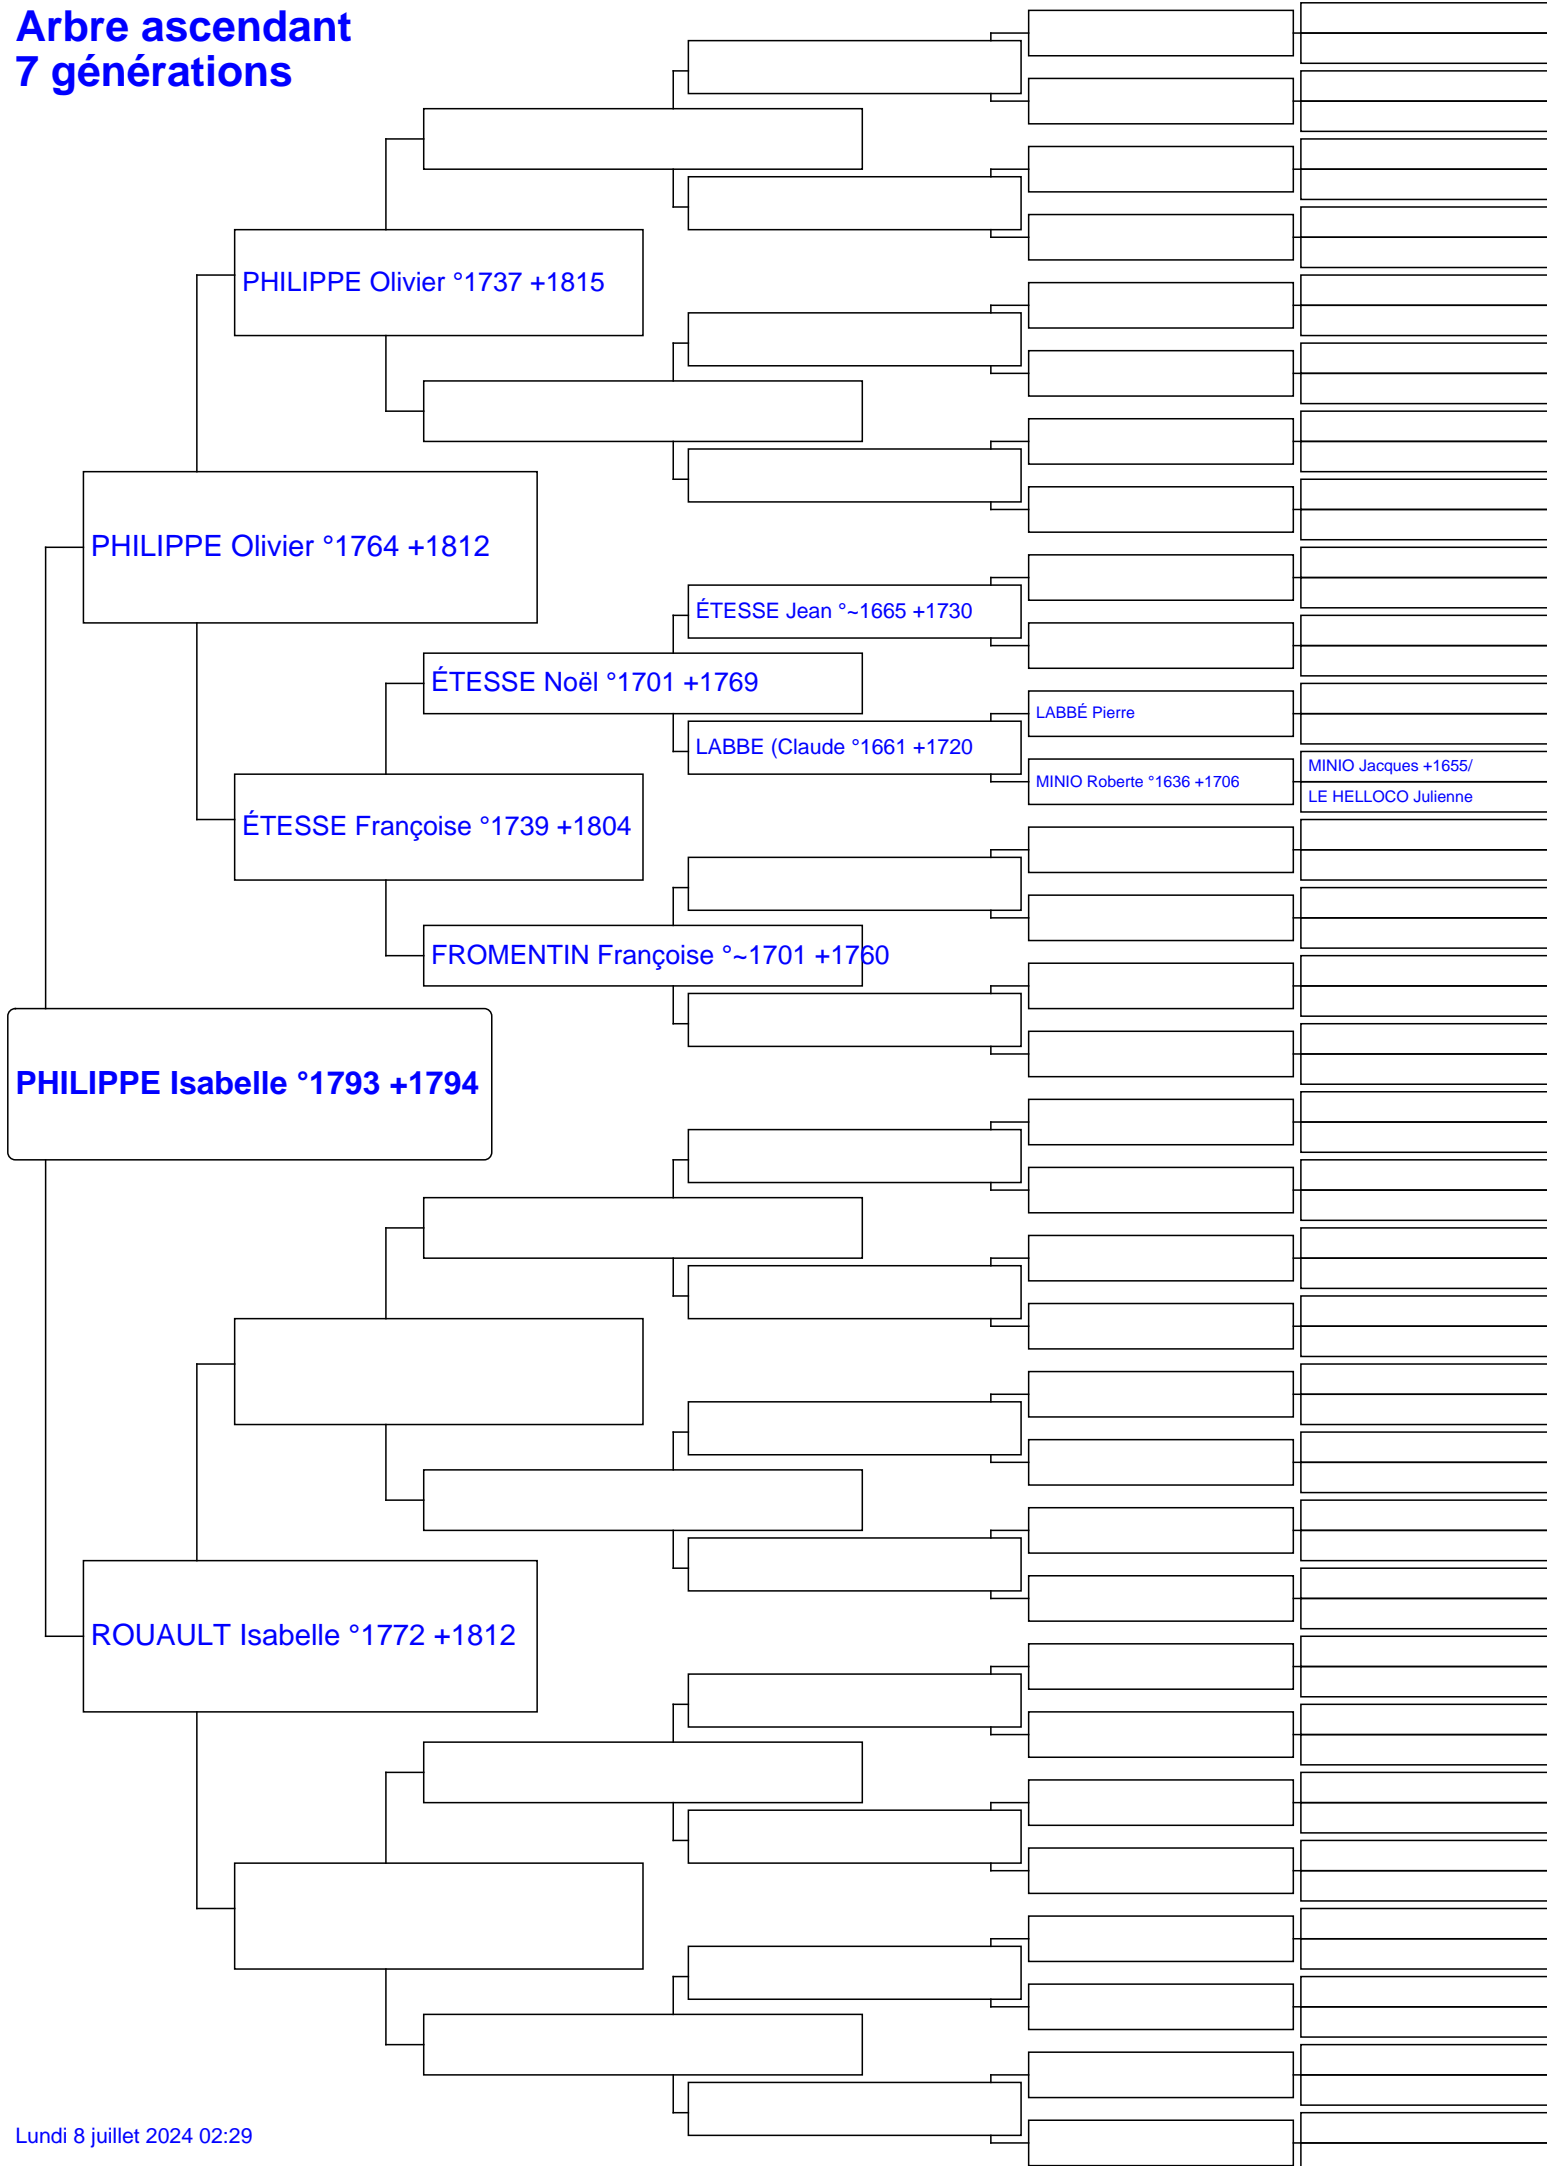 Arbre ascendant
7 générations
PHILIPPE Olivier °1737 +1815
PHILIPPE Olivier °1764 +1812
ÉTESSE Jean °~1665 +1730
ÉTESSE Noël °1701 +1769
LABBÉ Pierre
LABBE (Claude °1661 +1720
MINIO Jacques +1655/
MINIO Roberte °1636 +1706
LE HELLOCO Julienne
ÉTESSE Françoise °1739 +1804
FROMENTIN Françoise °~1701 +1760
PHILIPPE Isabelle °1793 +1794
ROUAULT Isabelle °1772 +1812
Lundi 8 juillet 2024 02:29